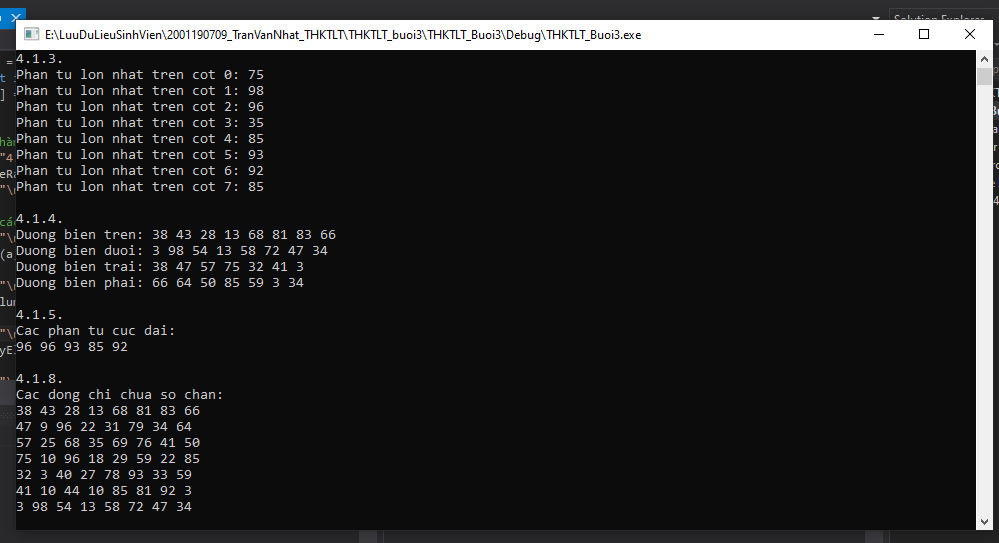 E:\LuuDuLieuSinhVien\2001190709_TranVanNhat_THKTLT\THKTLT_buoi3\THKTLT_Buoi3\Debug\THKTLT_Buoi3.exe
4.1.3.
Phan tu lon nhat tren cot 0: 75
Phan tu lon nhat tren cot 1: 98
Phan tu lon nhat tren cot 2: 96
Phan tu lon nhat tren cot 3: 35
Phan tu lon nhat tren cot 4: 85
Phan tu lon nhat tren cot 5: 93
Phan tu lon nhat tren cot 6: 92
Phan tu lon nhat tren cot 7: 85
4.1.4.
Duong bien tren: 38 43 28 13 68 81 83 66
Duong bien duoi: 3 98 54 13 58 72 47 34
Duong bien trai: 38 47 57 75 32 41 3
Duong bien phai: 66 64 50 85 59 3 34
4.1.5.
Cac phan tu cuc dai:
96 96 93 85 92
4.1.8.
Cac dong chi chua so chan:
38 43 28 13 68 81 83 66
47 9 96 22 31 79 34 64
57 25 68 35 69 76 41 50
75 10 96 18 29 59 22 85
32 3 40 27 78 93 33 59
41 10 44 10 85 81 92 3
3 98 54 13 58 72 47 34